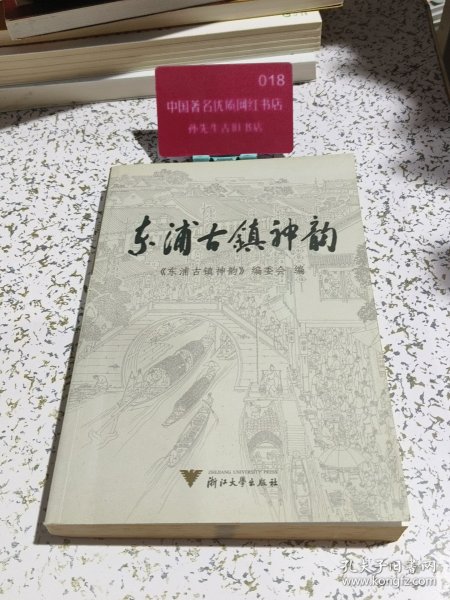 018
中国著名优质网红书店
孙先生古旧书店
东浦古镇神韵
《东浦古镇神韵》编委会 编
ZHEJIANG UNIVERSITY PRESS
浙江大学出版社
孔夫子旧书网
www.kongfz.com